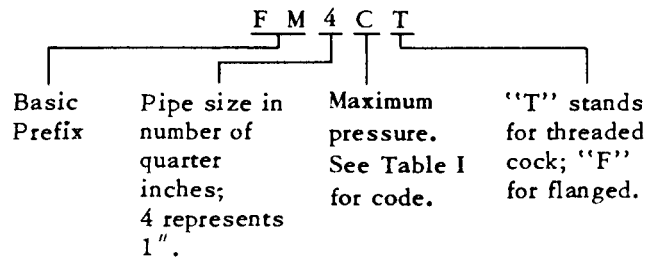 F M 4 C T
Basic
Prefix
Pipe size in
number of
quarter
inches;
4 represents
1".
Maximum
pressure.
See Table I
for code.
"T" stands
for threaded
cock; "F"
for flanged.